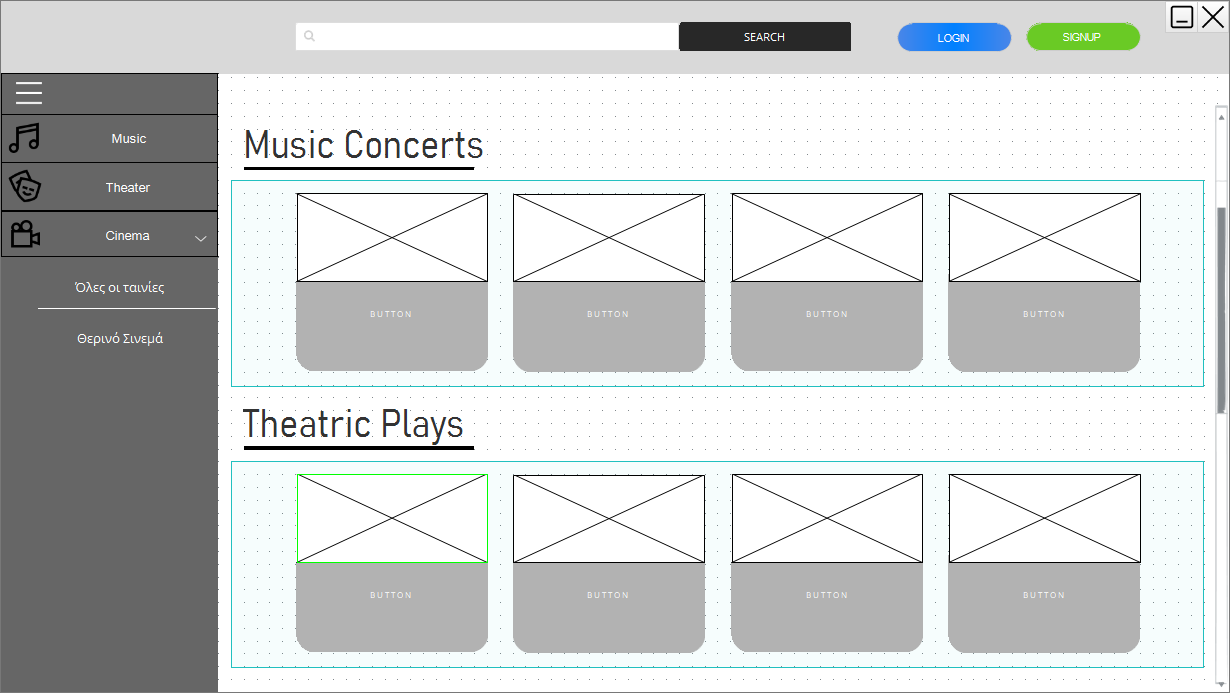 SEARCH
LOGIN
SIGNUP
Music
Theater
Cinema
Όλες οι ταινίες
Θερινό Σινεμά
Music Concerts
BUTTON
BUTTON
BUTTON
BUTTON
Theatric Plays
BUTTON
BUTTON
BUTTON
BUTTON